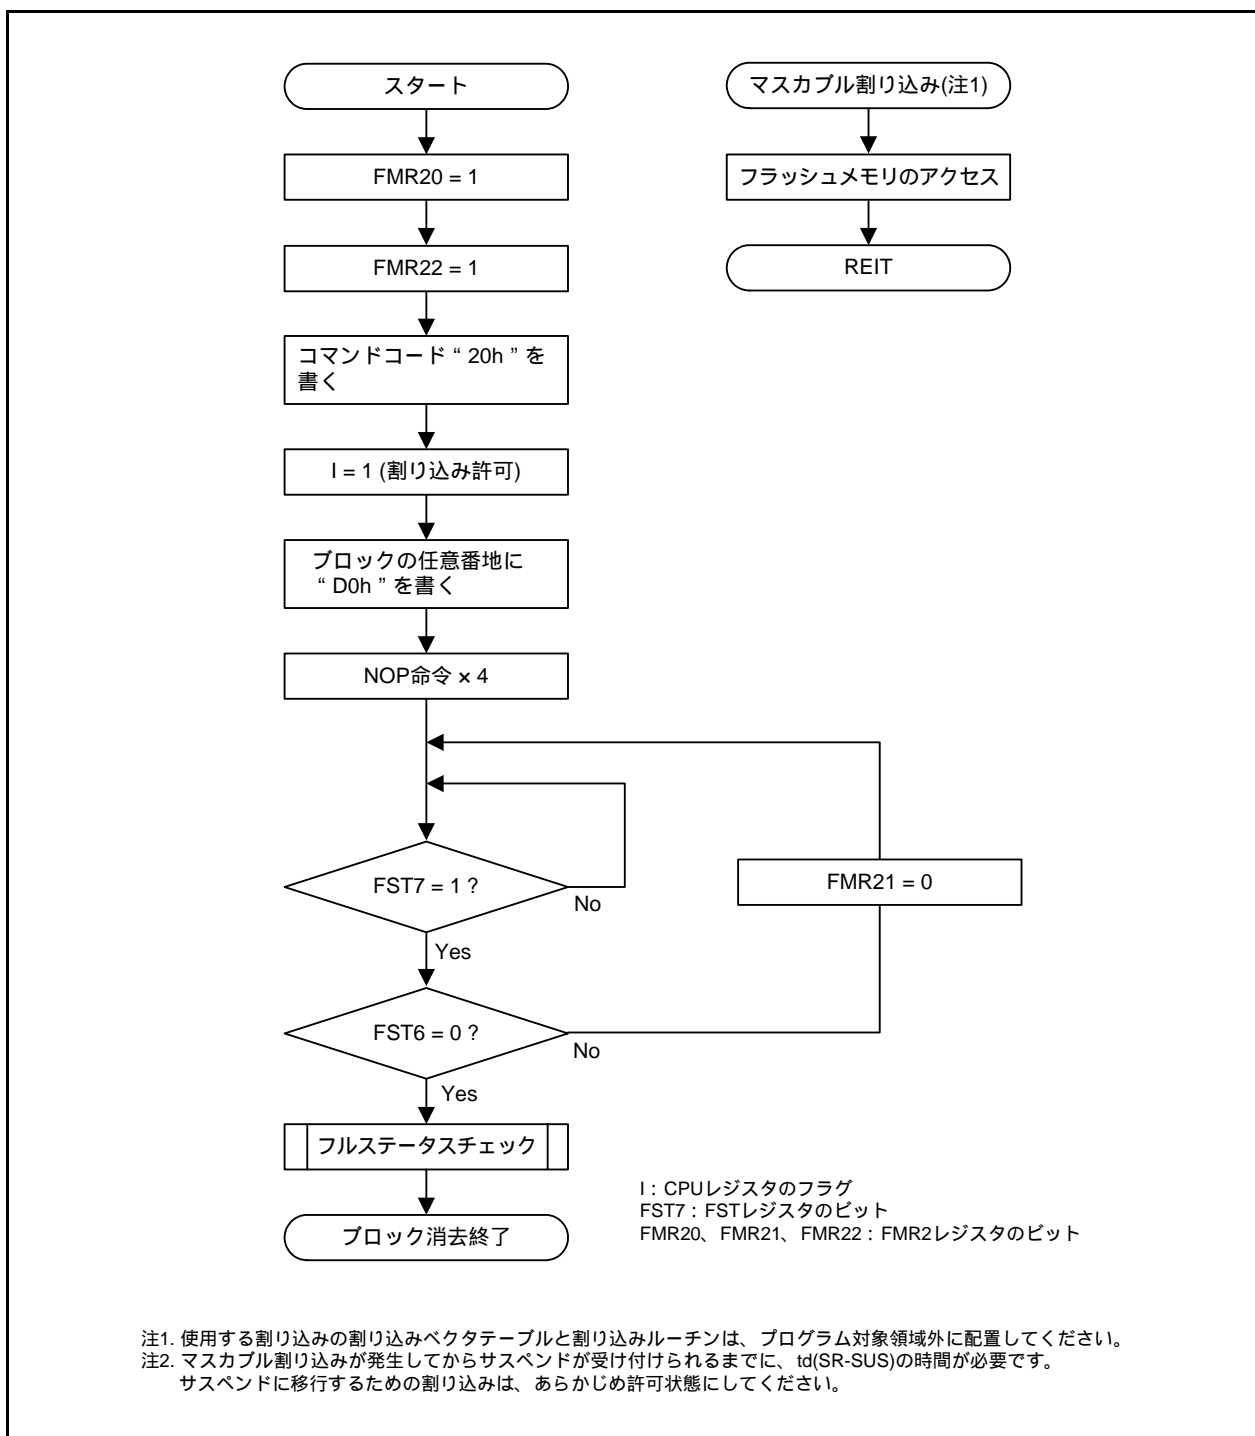 スタート
FMR20 = 1
FMR22 = 1
コマンドコード“ 20h ”を
書く
I = 1 (割り込み許可)
ブロックの任意番地に
“ D0h ”を書く
NOP命令 × 4
FST7 = 1 ?
No
Yes
FST6 = 0 ?
No
Yes
FMR21 = 0
フルステータスチェック
ブロック消去終了
マスカブル割り込み(注1)
フラッシュメモリのアクセス
REIT
I : CPUレジスタのフラグ
FST7 : FSTレジスタのビット
FMR20、FMR21、FMR22 : FMR2レジスタのビット
注1. 使用する割り込みの割り込みベクタテーブルと割り込みルーチンは、プログラム対象領域外に配置してください。
注2. マスカブル割り込みが発生してからサスペンドが受け付けられるまでに、td(SR-SUS)の時間が必要です。
サスペンドに移行するための割り込みは、あらかじめ許可状態にしてください。